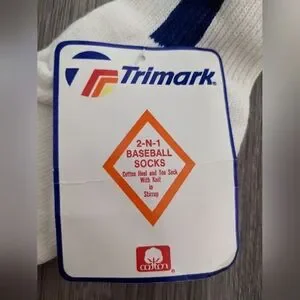 Trimark®
2-N-1
BASEBALL
SOCKS
Cotton Heel and Toe Sock
With Knit
in
Stirrup
COTTON
®